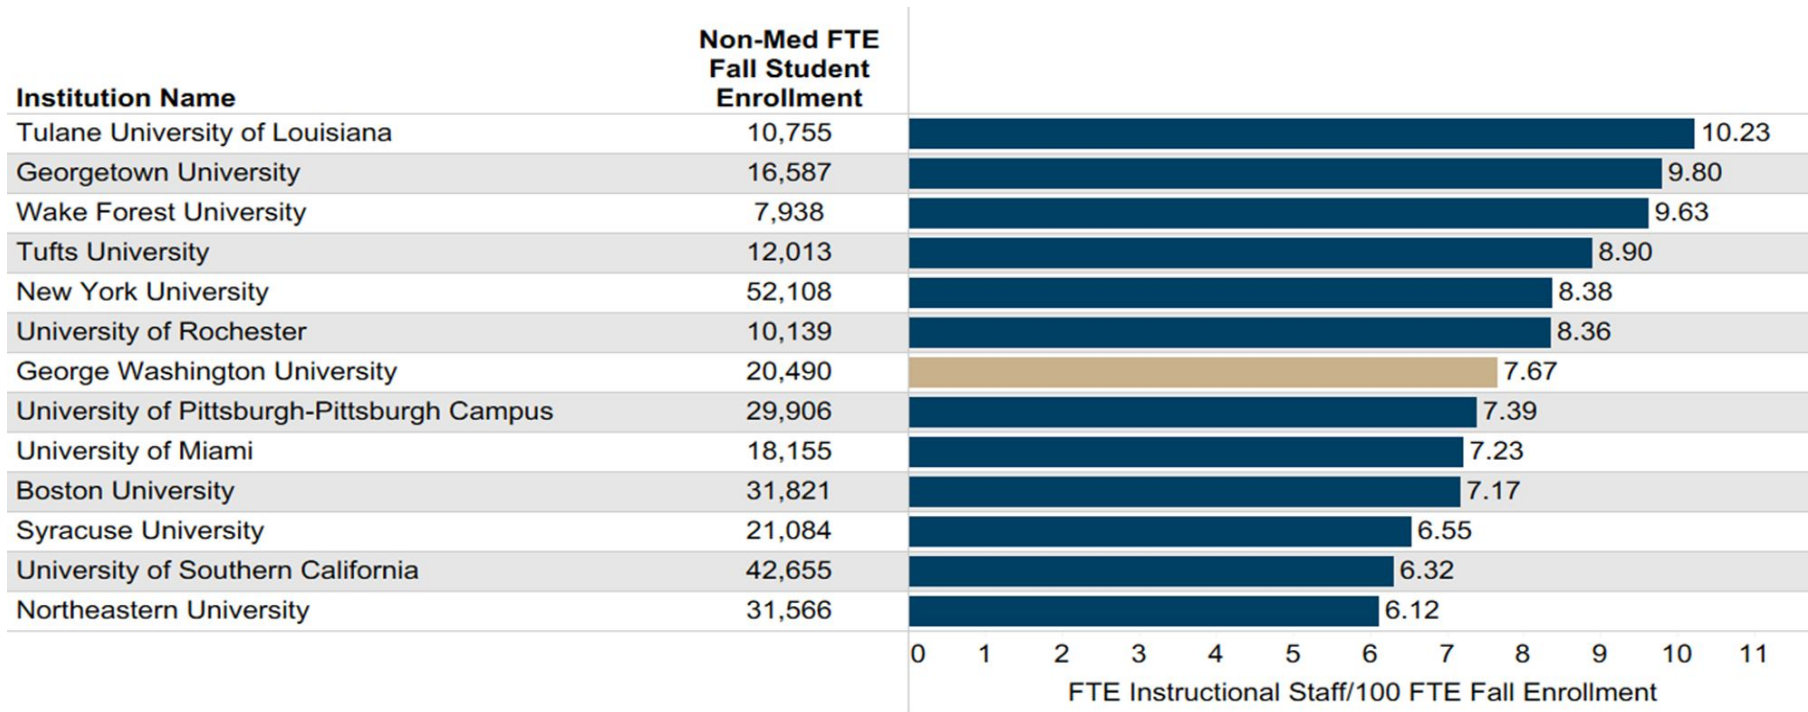 Non-Med FTE
Fall Student
Institution Name Enrollment
Tulane University of Louisiana 10,755 10.23
Georgetown University 16,587 9.80
Wake Forest University 7,938 9.63
Tufts University 12,013 8.90
New York University 52,108 8.38
University of Rochester 10,139 8.36
George Washington University 20,490 7.67
University of Pittsburgh-Pittsburgh Campus 29,906 7.39
University of Miami 18,155 7.23
Boston University 31,821 7.17
Syracuse University 21,084 6.55
University of Southern California 42,655 6.32
Northeastern University 31,566 6.12
0 1 2 3 4 5 6 7 8 9 10 11
FTE Instructional Staff/100 FTE Fall Enrollment